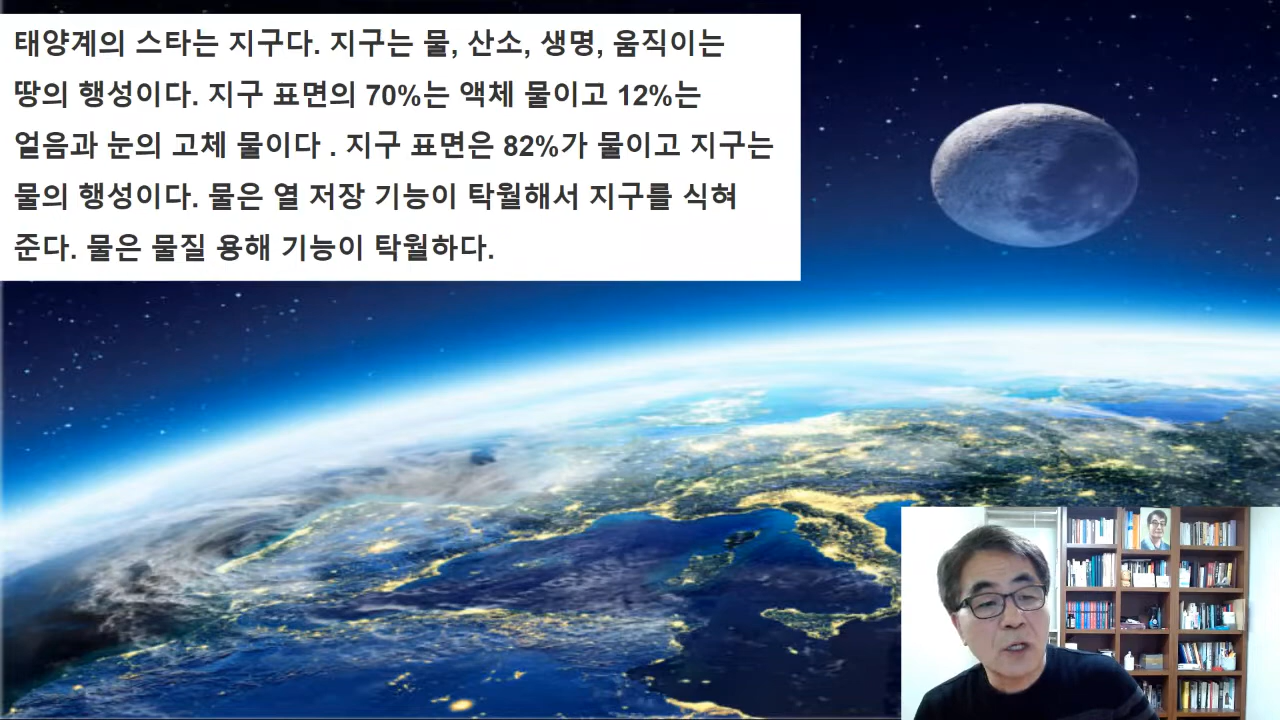 태양계의 스타는 지구다. 지구는 물, 산소, 생명, 움직이는
땅의 행성이다. 지구 표면의 70%는 액체 물이고 12%는
얼음과 눈의 고체 물이다 . 지구 표면은 82%가 물이고 지구는
물의 행성이다. 물은 열 저장 기능이 탁월해서 지구를 식혀
준다. 물은 물질 용해 기능이 탁월하다.